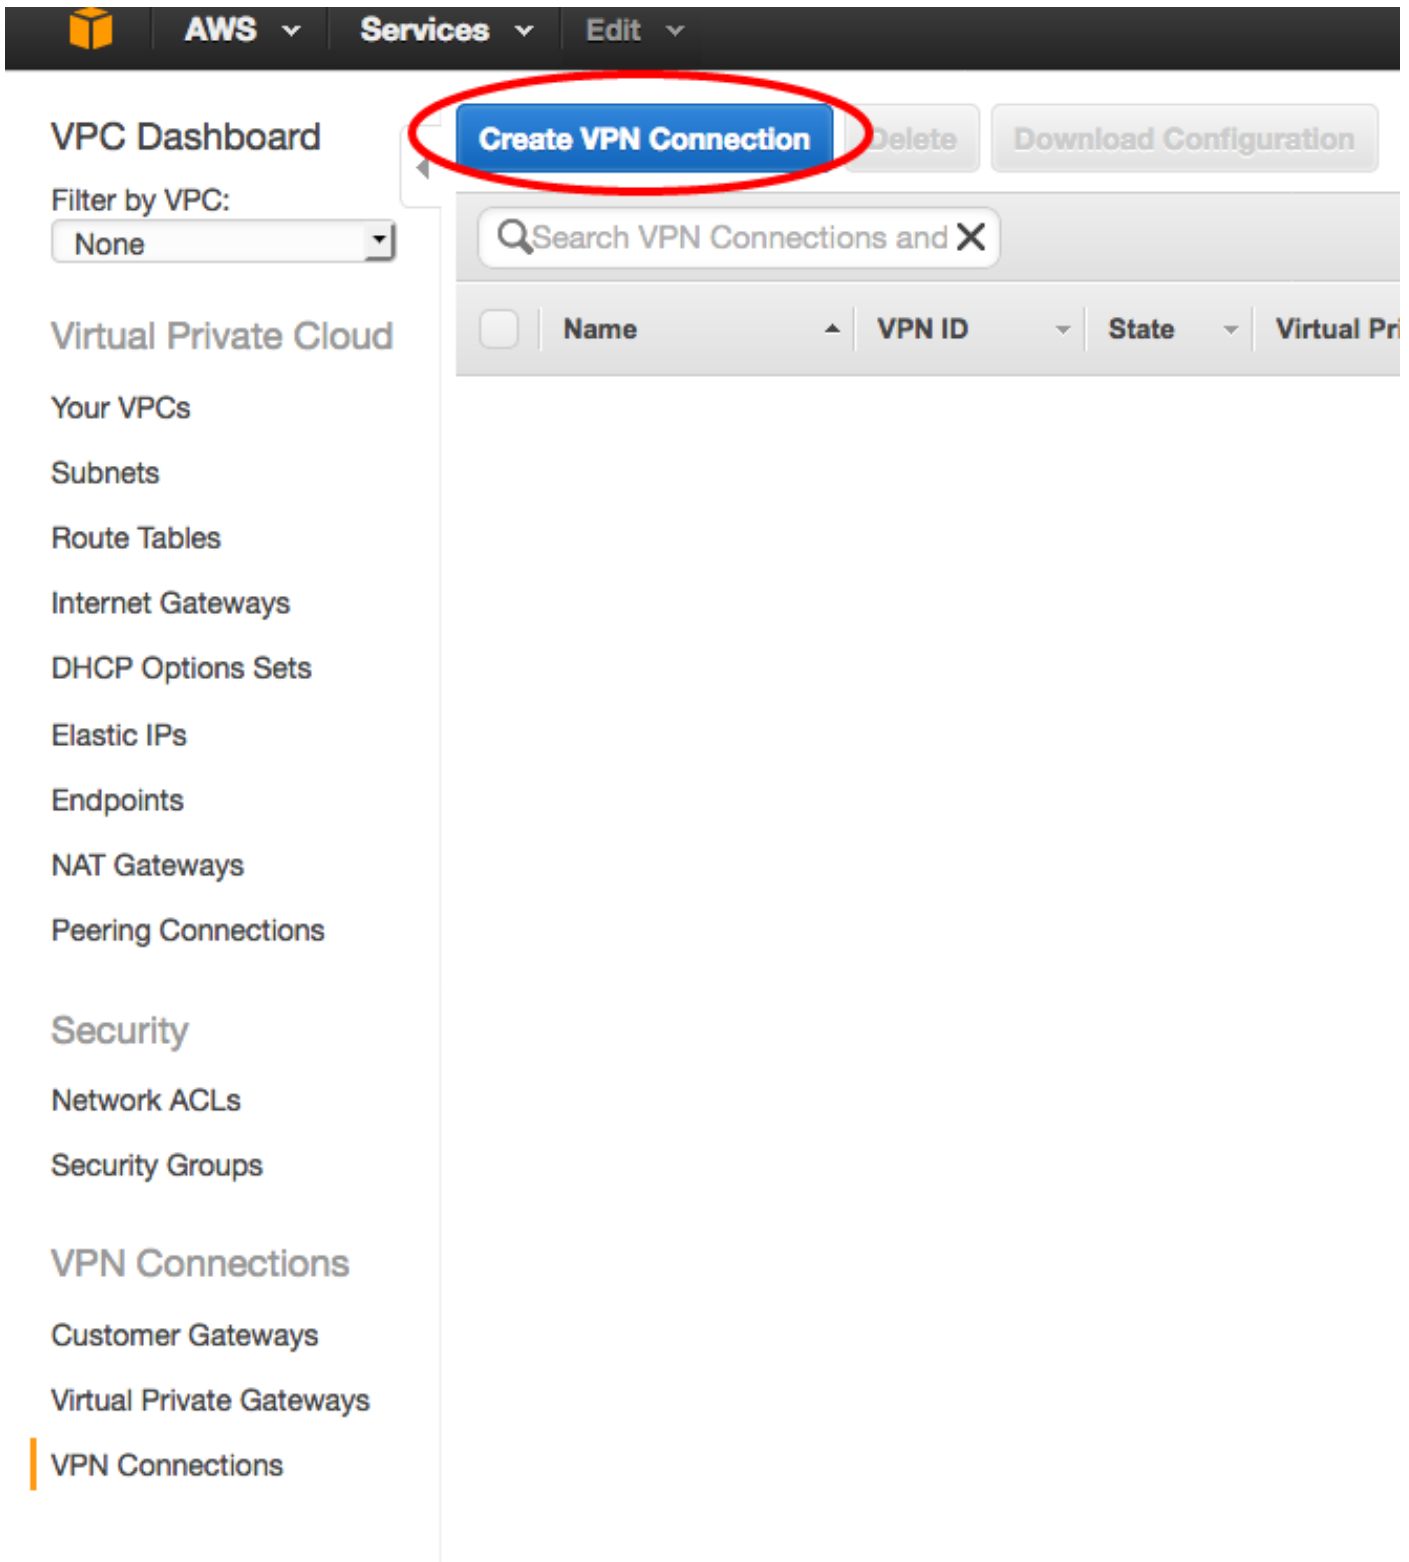 AWS Services Edit
VPC Dashboard
Filter by VPC:
None
Virtual Private Cloud
Your VPCs
Subnets
Route Tables
Internet Gateways
DHCP Options Sets
Elastic IPs
Endpoints
NAT Gateways
Peering Connections
Security
Network ACLs
Security Groups
VPN Connections
Customer Gateways
Virtual Private Gateways
VPN Connections
Create VPN Connection Delete Download Configuration
Search VPN Connections and
Name VPN ID State Virtual Pri